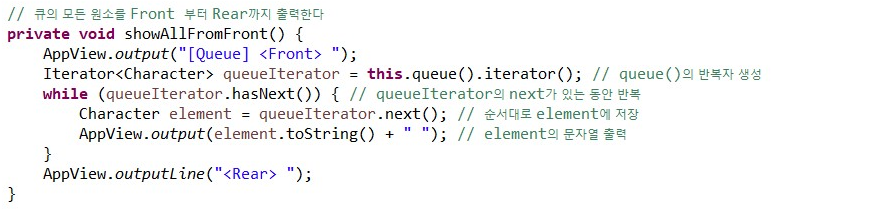 // 큐의 모든 원소를 Front 부터 Rear까지 출력한다
private void showAllFromFront() {
    AppView.output("[Queue] <Front> ");
    Iterator<Character> queueIterator = this.queue().iterator(); // queue()의 반복자 생성
    while (queueIterator.hasNext()) { // queueIterator의 next가 있는 동안 반복
        Character element = queueIterator.next(); // 순서대로 element에 저장
        AppView.output(element.toString() + " "); // element의 문자열 출력
    }
    AppView.outputLine("<Rear> ");
}